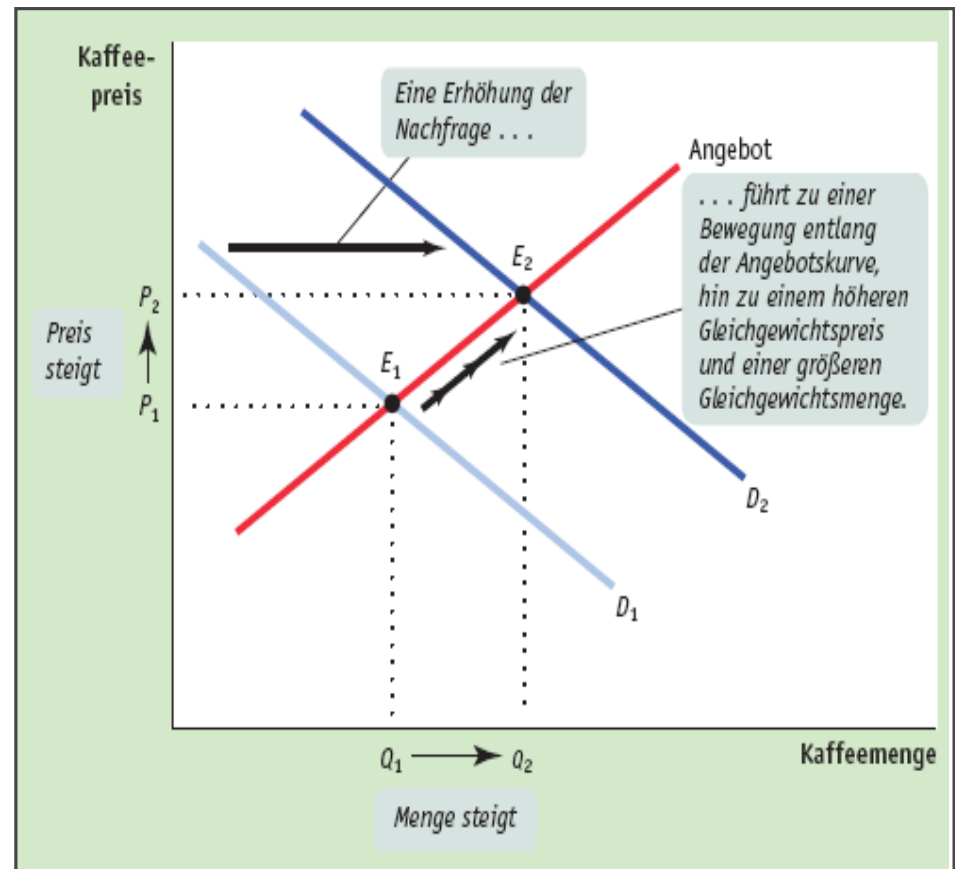 Kaffee-
preis
Eine Erhöhung der
Nachfrage . . .
Angebot
. . . führt zu einer
Bewegung entlang
der Angebotskurve,
hin zu einem höheren
Gleichgewichtspreis
und einer größeren
Gleichgewichtsmenge.
E₂
P₂
Preis
steigt
E₁
P₁
D₂
D₁
Q₁
Q₂
Kaffeemenge
Menge steigt